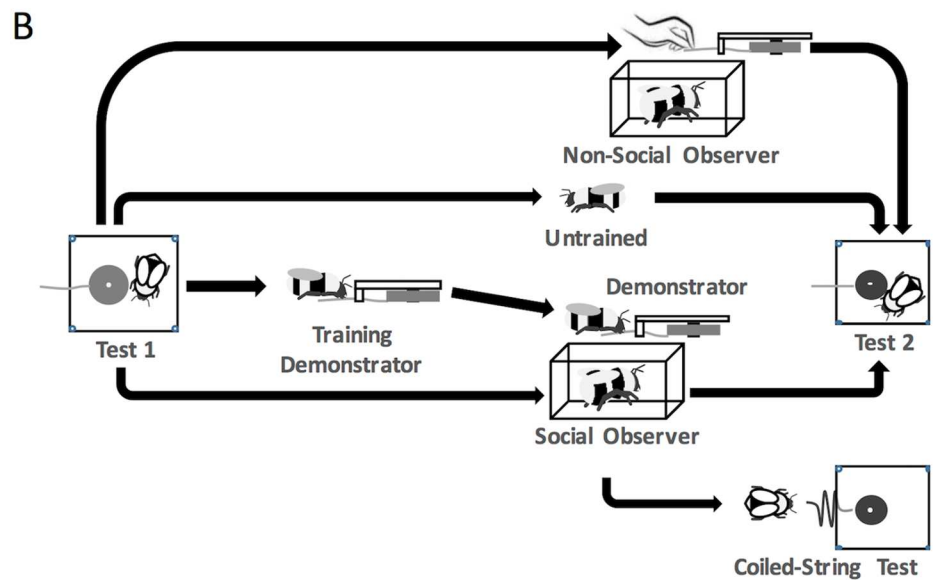 B
Non-Social Observer
Untrained
Demonstrator
Training
Demonstrator
Test 1
Test 2
Social Observer
Coiled-String Test